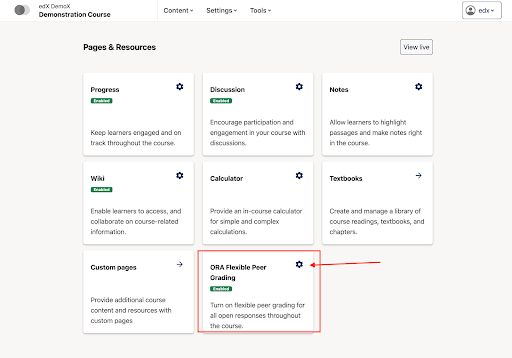 edX DemoX
Demonstration Course
Content
Settings
Tools
edx
Pages & Resources
View live
Progress
Enabled
Keep learners engaged and on
track throughout the course.
Discussion
Enabled
Encourage participation and
engagement in your course with
discussions.
Notes
Allow learners to highlight
passages and make notes right
in the course.
Wiki
Enabled
Enable learners to access, and
collaborate on course-related
information.
Calculator
Provide an in-course calculator
for simple and complex
calculations.
Textbooks
Create and manage a library of
course readings, textbooks, and
chapters.
Custom pages
Provide additional course
content and resources with
custom pages
ORA Flexible Peer
Grading
Enabled
Turn on flexible peer grading for
all open responses throughout
the course.